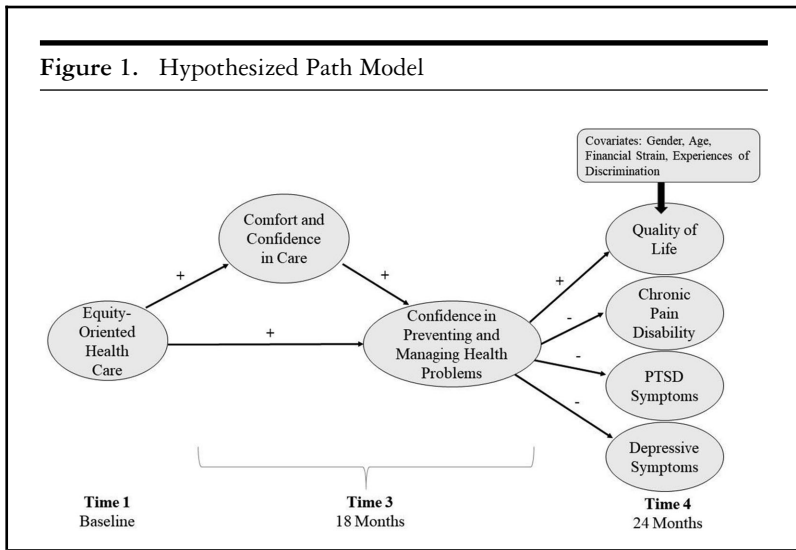 Figure 1. Hypothesized Path Model
Covariates: Gender, Age,
Financial Strain, Experiences of
Discrimination
Comfort and
Confidence
in Care
Quality of
Life
+
+
+
Equity-
Oriented
Health
Care
+
Confidence in
Preventing and
Managing Health
Problems
-
Chronic
Pain
Disability
-
PTSD
Symptoms
-
Depressive
Symptoms
Time 1
Baseline
Time 3
18 Months
Time 4
24 Months